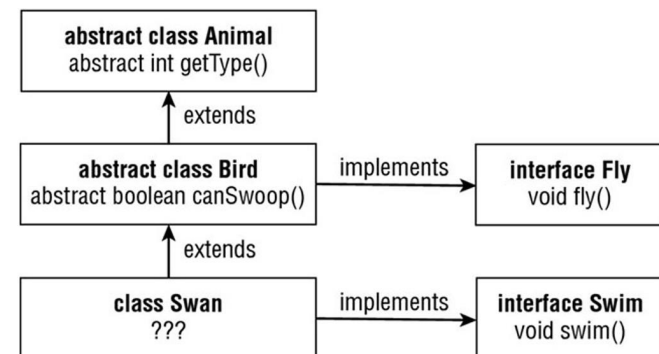 abstract class Animal
abstract int getType()
extends
abstract class Bird
abstract boolean canSwoop()
implements
interface Fly
void fly()
extends
class Swan
???
implements
interface Swim
void swim()